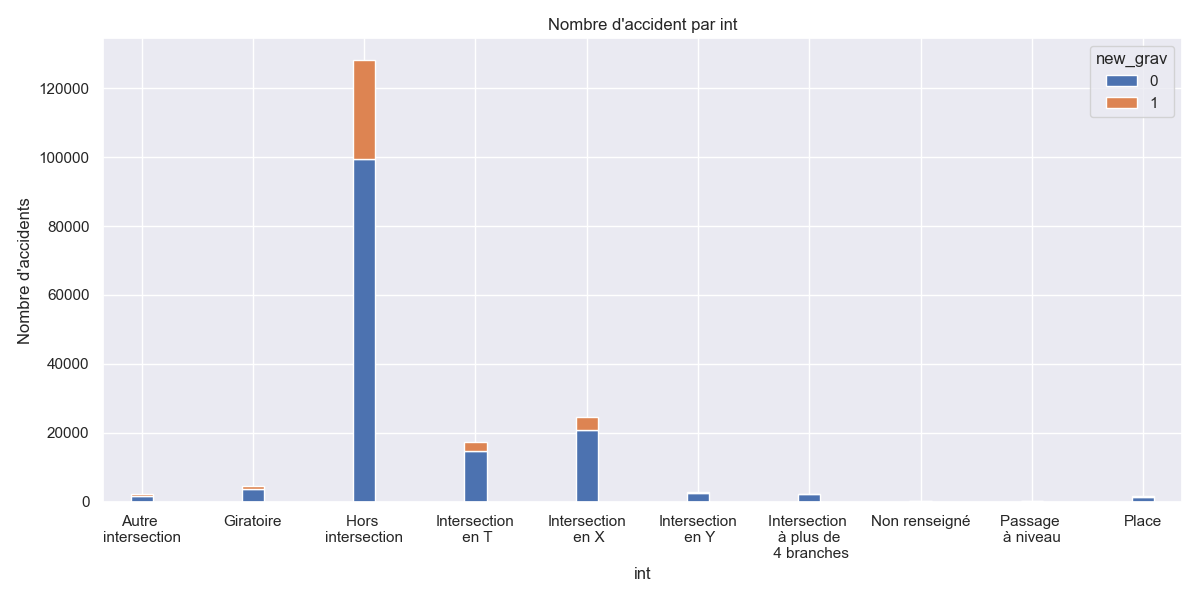 Nombre d'accident par int
new_grav
0
1
120000
100000
80000
60000
40000
20000
0
Nombre d'accidents
Autre
intersection
Giratoire
Hors
intersection
Intersection
en T
Intersection
en X
Intersection
en Y
Intersection
à plus de
4 branches
Non renseigné
Passage
à niveau
Place
int